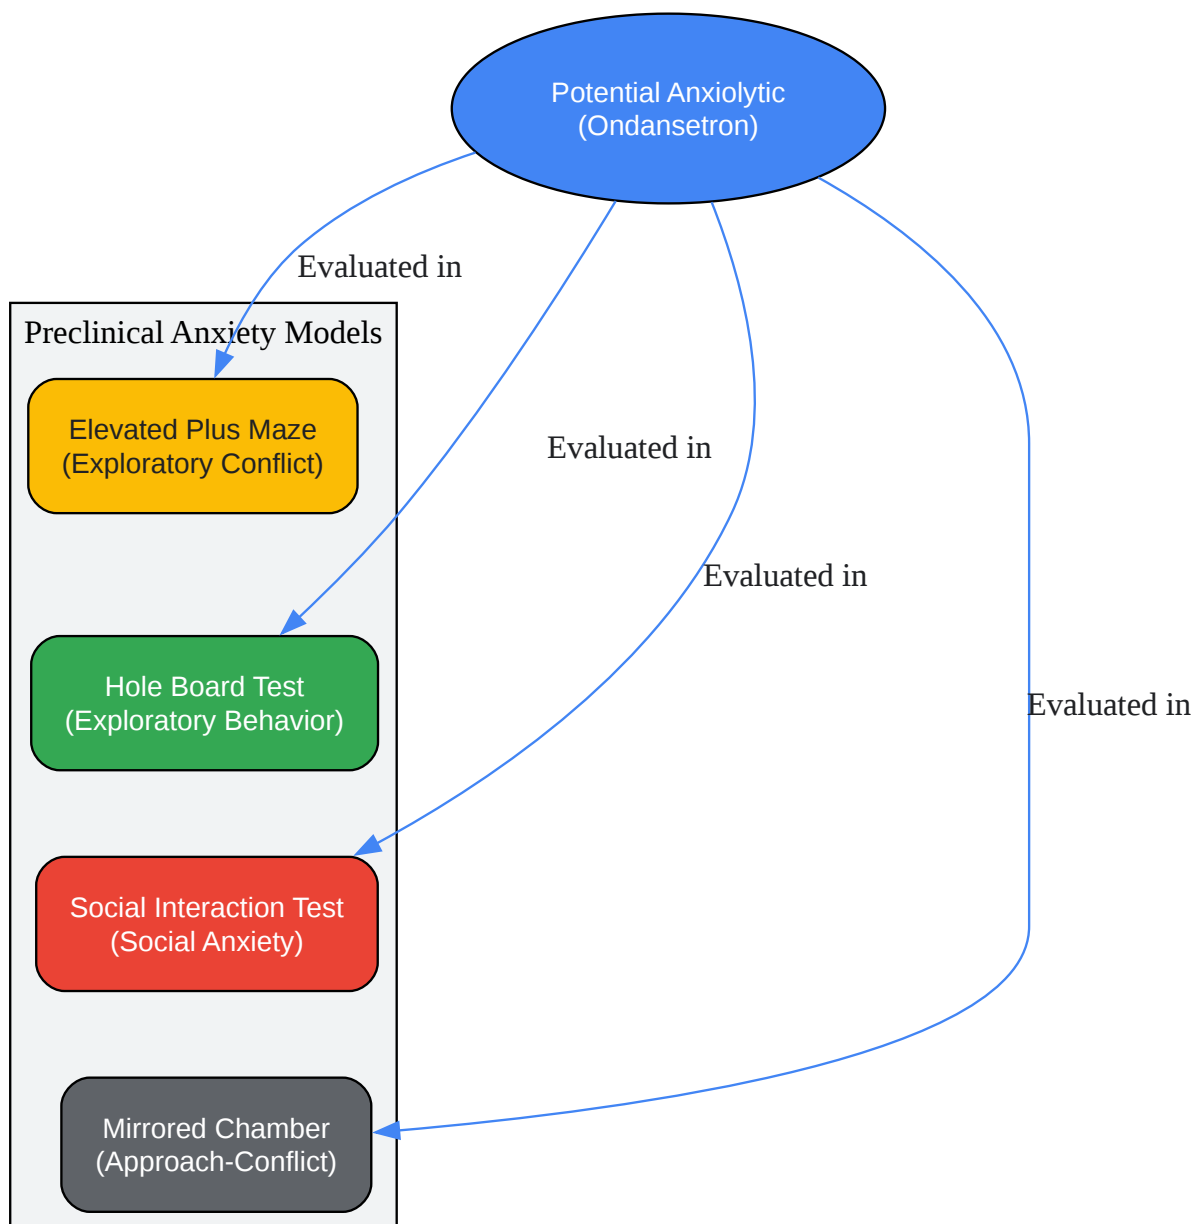 Potential Anxiolytic
(Ondansetron)
Evaluated in
Preclinical Anxiety Models
Elevated Plus Maze
(Exploratory Conflict)
Evaluated in
Evaluated in
Hole Board Test
(Exploratory Behavior)
Evaluated in
Social Interaction Test
(Social Anxiety)
Mirrored Chamber
(Approach-Conflict)